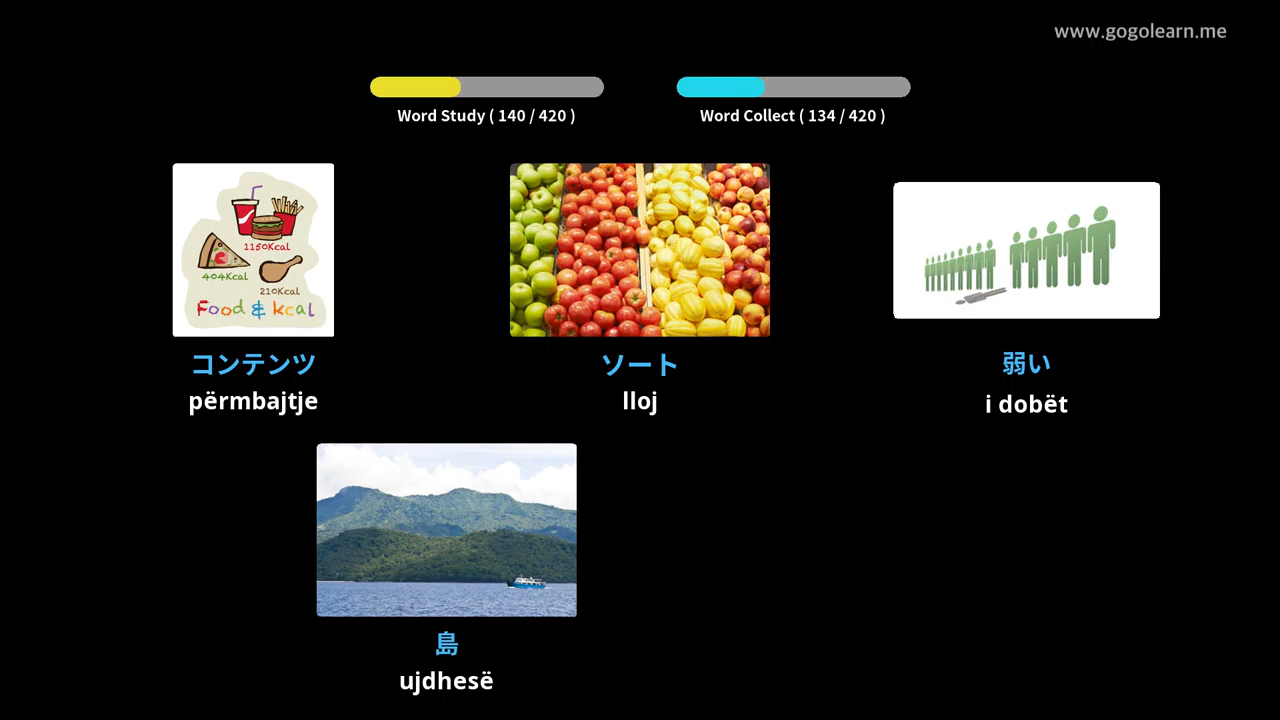 www.gogolearn.me
Word Study ( 140 / 420 )
Word Collect ( 134 / 420 )
1150Kcal
404Kcal
210Kcal
Food & kcal
コンテンツ
përmbajtje
ソート
lloj
弱い
i dobët
島
ujdhesë